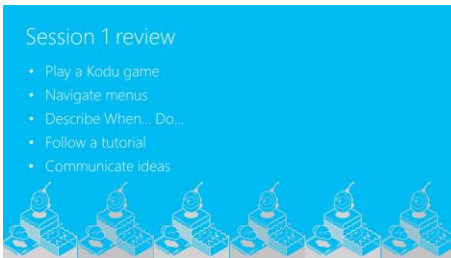 Session 1 review
• Play a Kodu game
• Navigate menus
• Describe When... Do...
• Follow a tutorial
• Communicate ideas